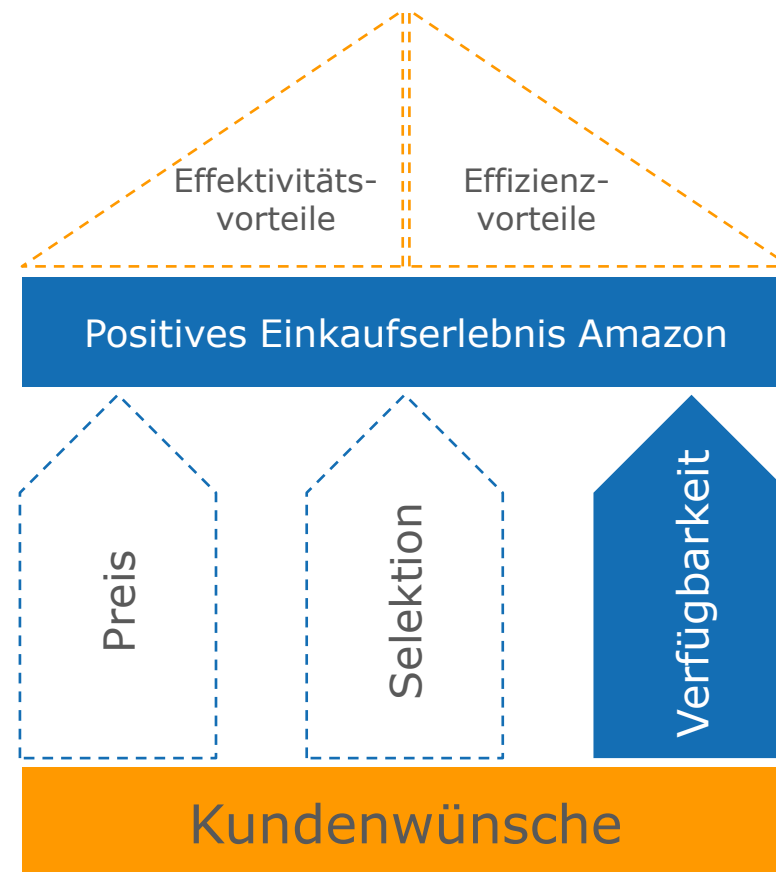 Effektivitäts-
vorteile
Effizienz-
vorteile
Positives Einkaufserlebnis Amazon
Preis
Selektion
Verfügbarkeit
Kundenwünsche